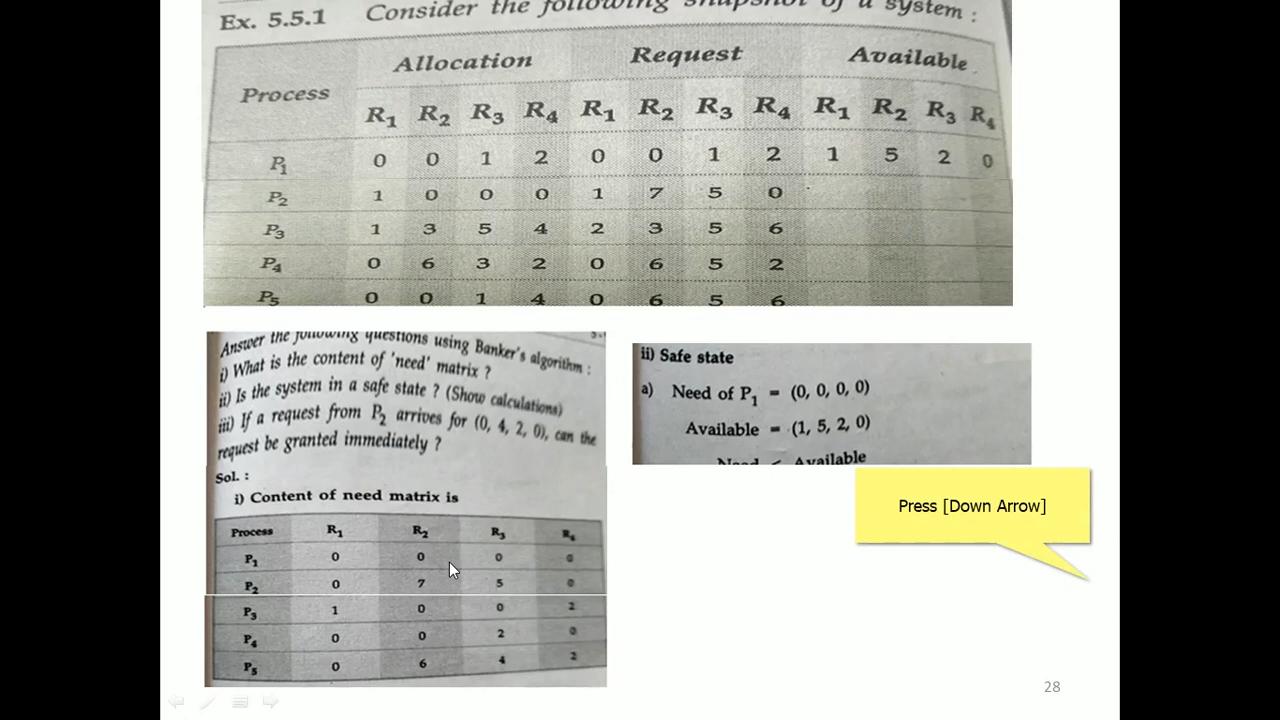 Ex. 5.5.1 Consider the following snapshot of a system :
Process Allocation Request Available
R1 R2 R3 R4 R1 R2 R3 R4 R1 R2 R3 R4
P1 0 0 1 2 0 0 1 2 1 5 2 0
P2 1 0 0 0 1 7 5 0
P3 1 3 5 4 2 3 5 6
P4 0 6 3 2 0 6 5 2
P5 0 0 1 4 0 6 5 6
Answer the following questions using Banker's algorithm :
i) What is the content of 'need' matrix ?
ii) Is the system in a safe state ? (Show calculations)
iii) If a request from P2 arrives for (0, 4, 2, 0), can the
request be granted immediately ?
Sol. :
i) Content of need matrix is
Process R1 R2 R3 R4
P1 0 0 0 0
P2 0 7 5 0
P3 1 0 0 2
P4 0 0 2 0
P5 0 6 4 2
ii) Safe state
a) Need of P1 = (0, 0, 0, 0)
Available = (1, 5, 2, 0)
Need < Available
Press [Down Arrow]
28